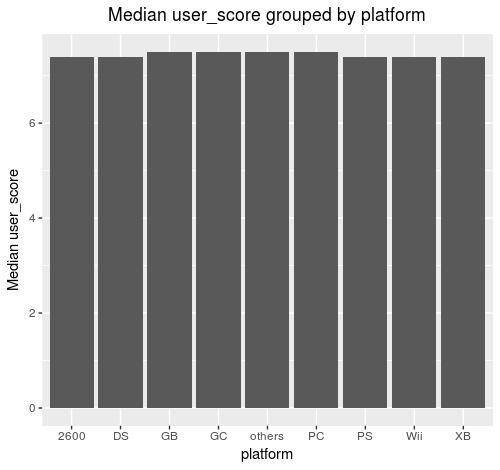 Median user_score grouped by platform
Median user_score
6
4
2
0
2600 DS GB GC others PC PS Wii XB
platform